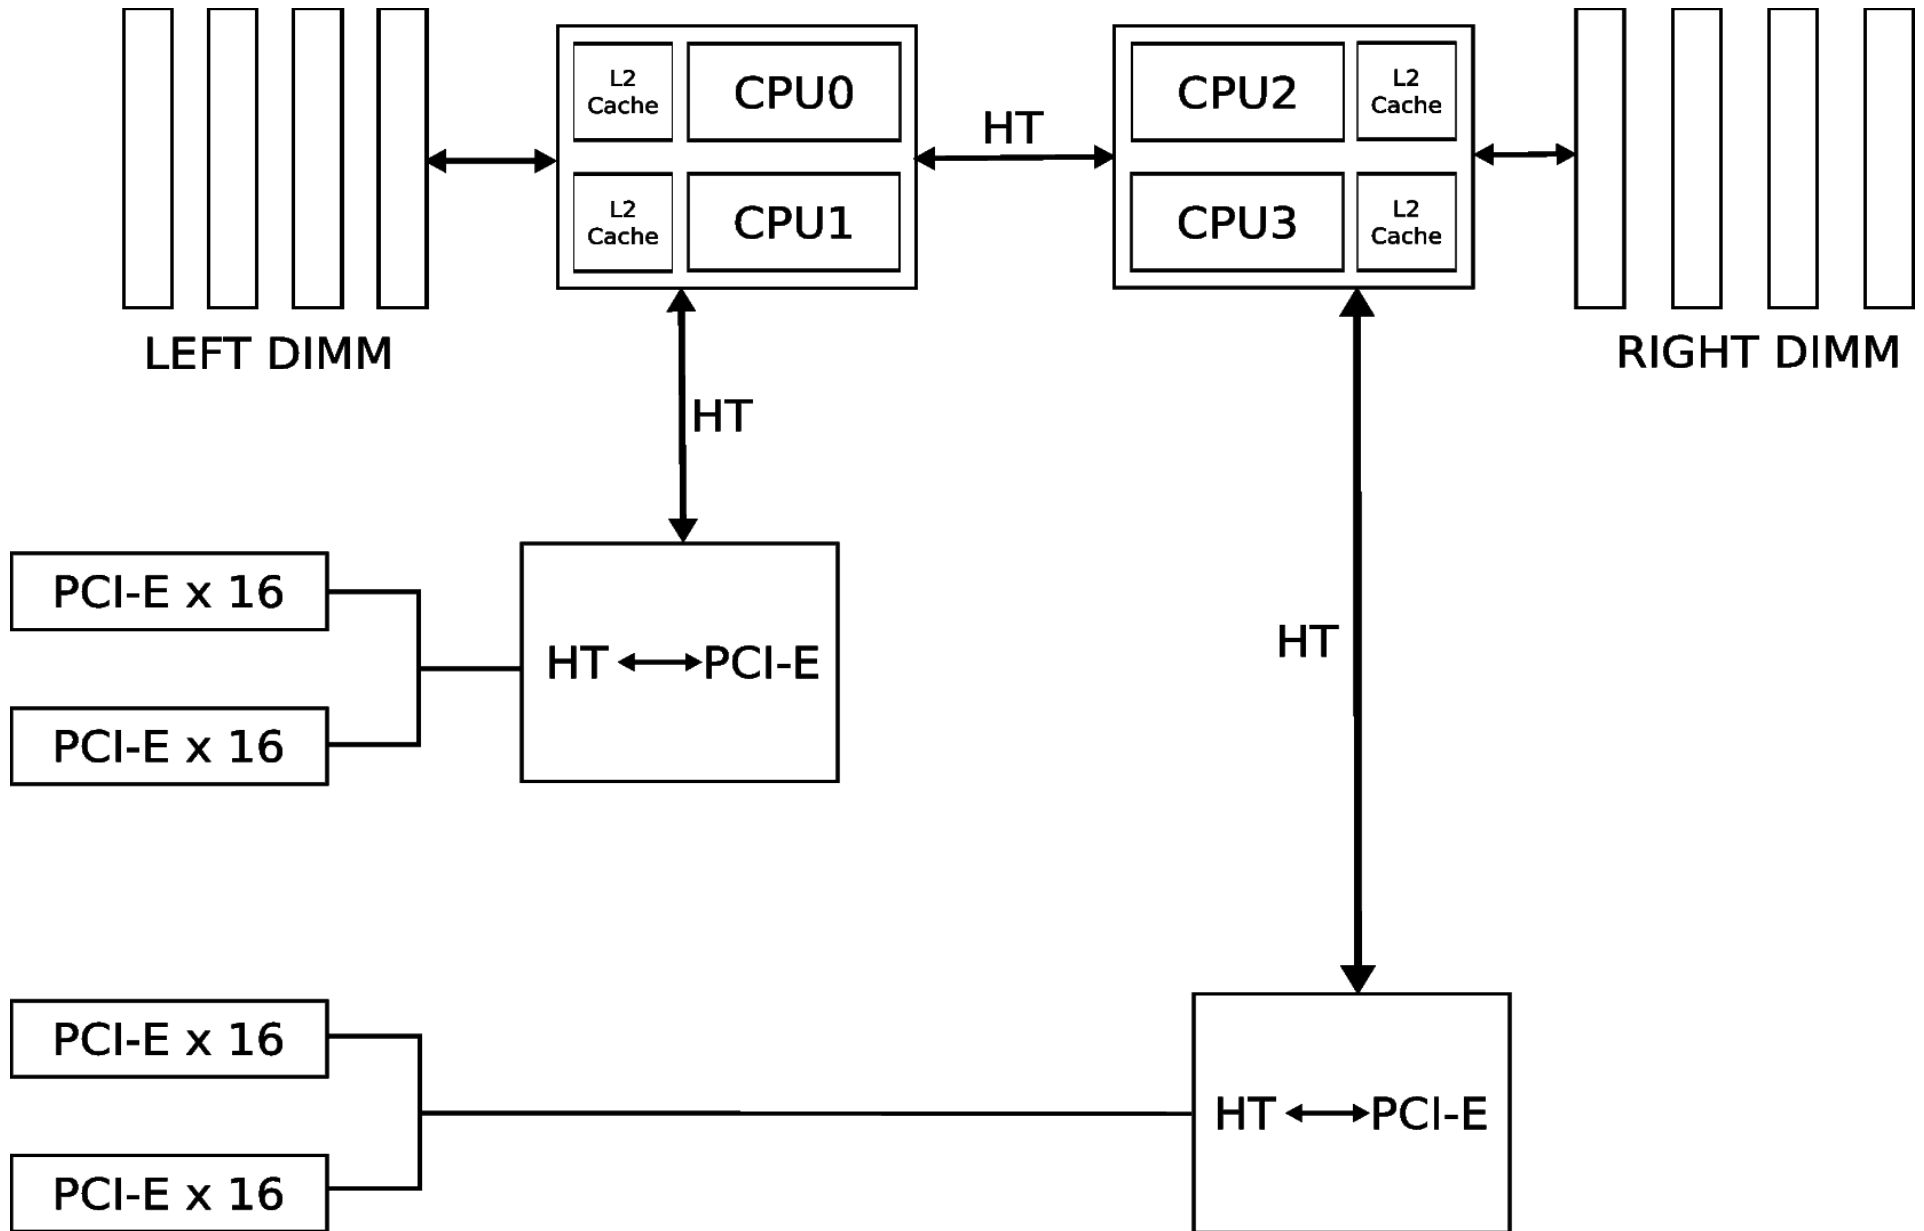 L2
Cache
CPU0
HT
CPU2
L2
Cache
L2
Cache
CPU1
CPU3
L2
Cache
LEFT DIMM
RIGHT DIMM
HT
PCI-E x 16
HT
PCI-E
HT
PCI-E x 16
PCI-E x 16
HT
PCI-E
PCI-E x 16